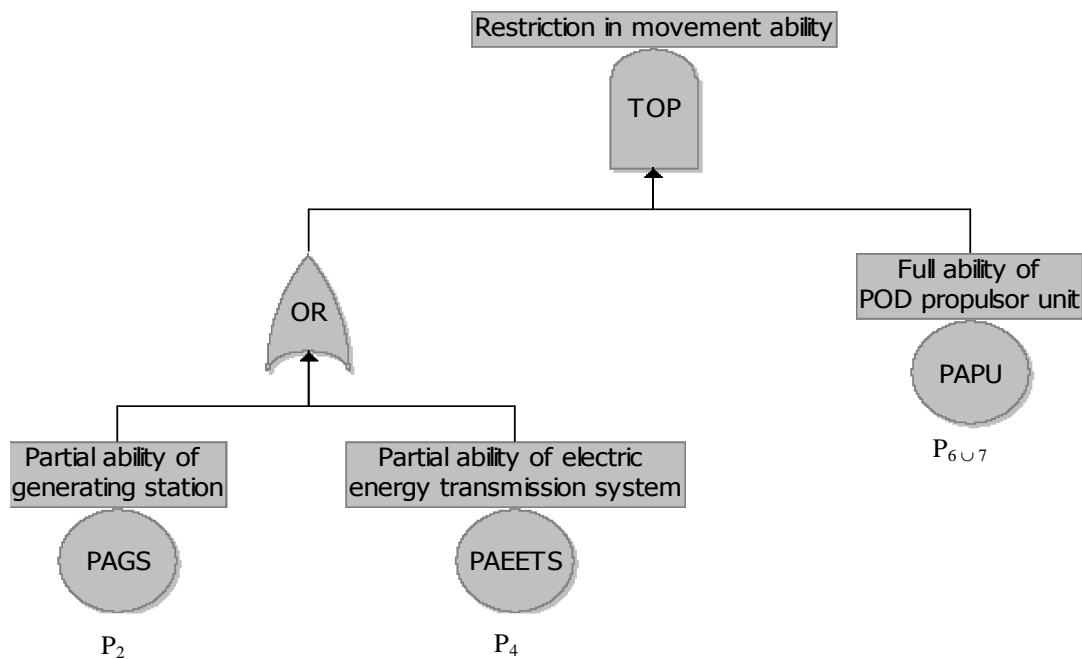 Restriction in movement ability
TOP
OR
Full ability of
POD propulsor unit
PAPU
P6 ∪ 7
Partial ability of
generating station
PAGS
P2
Partial ability of electric
energy transmission system
PAEETS
P4